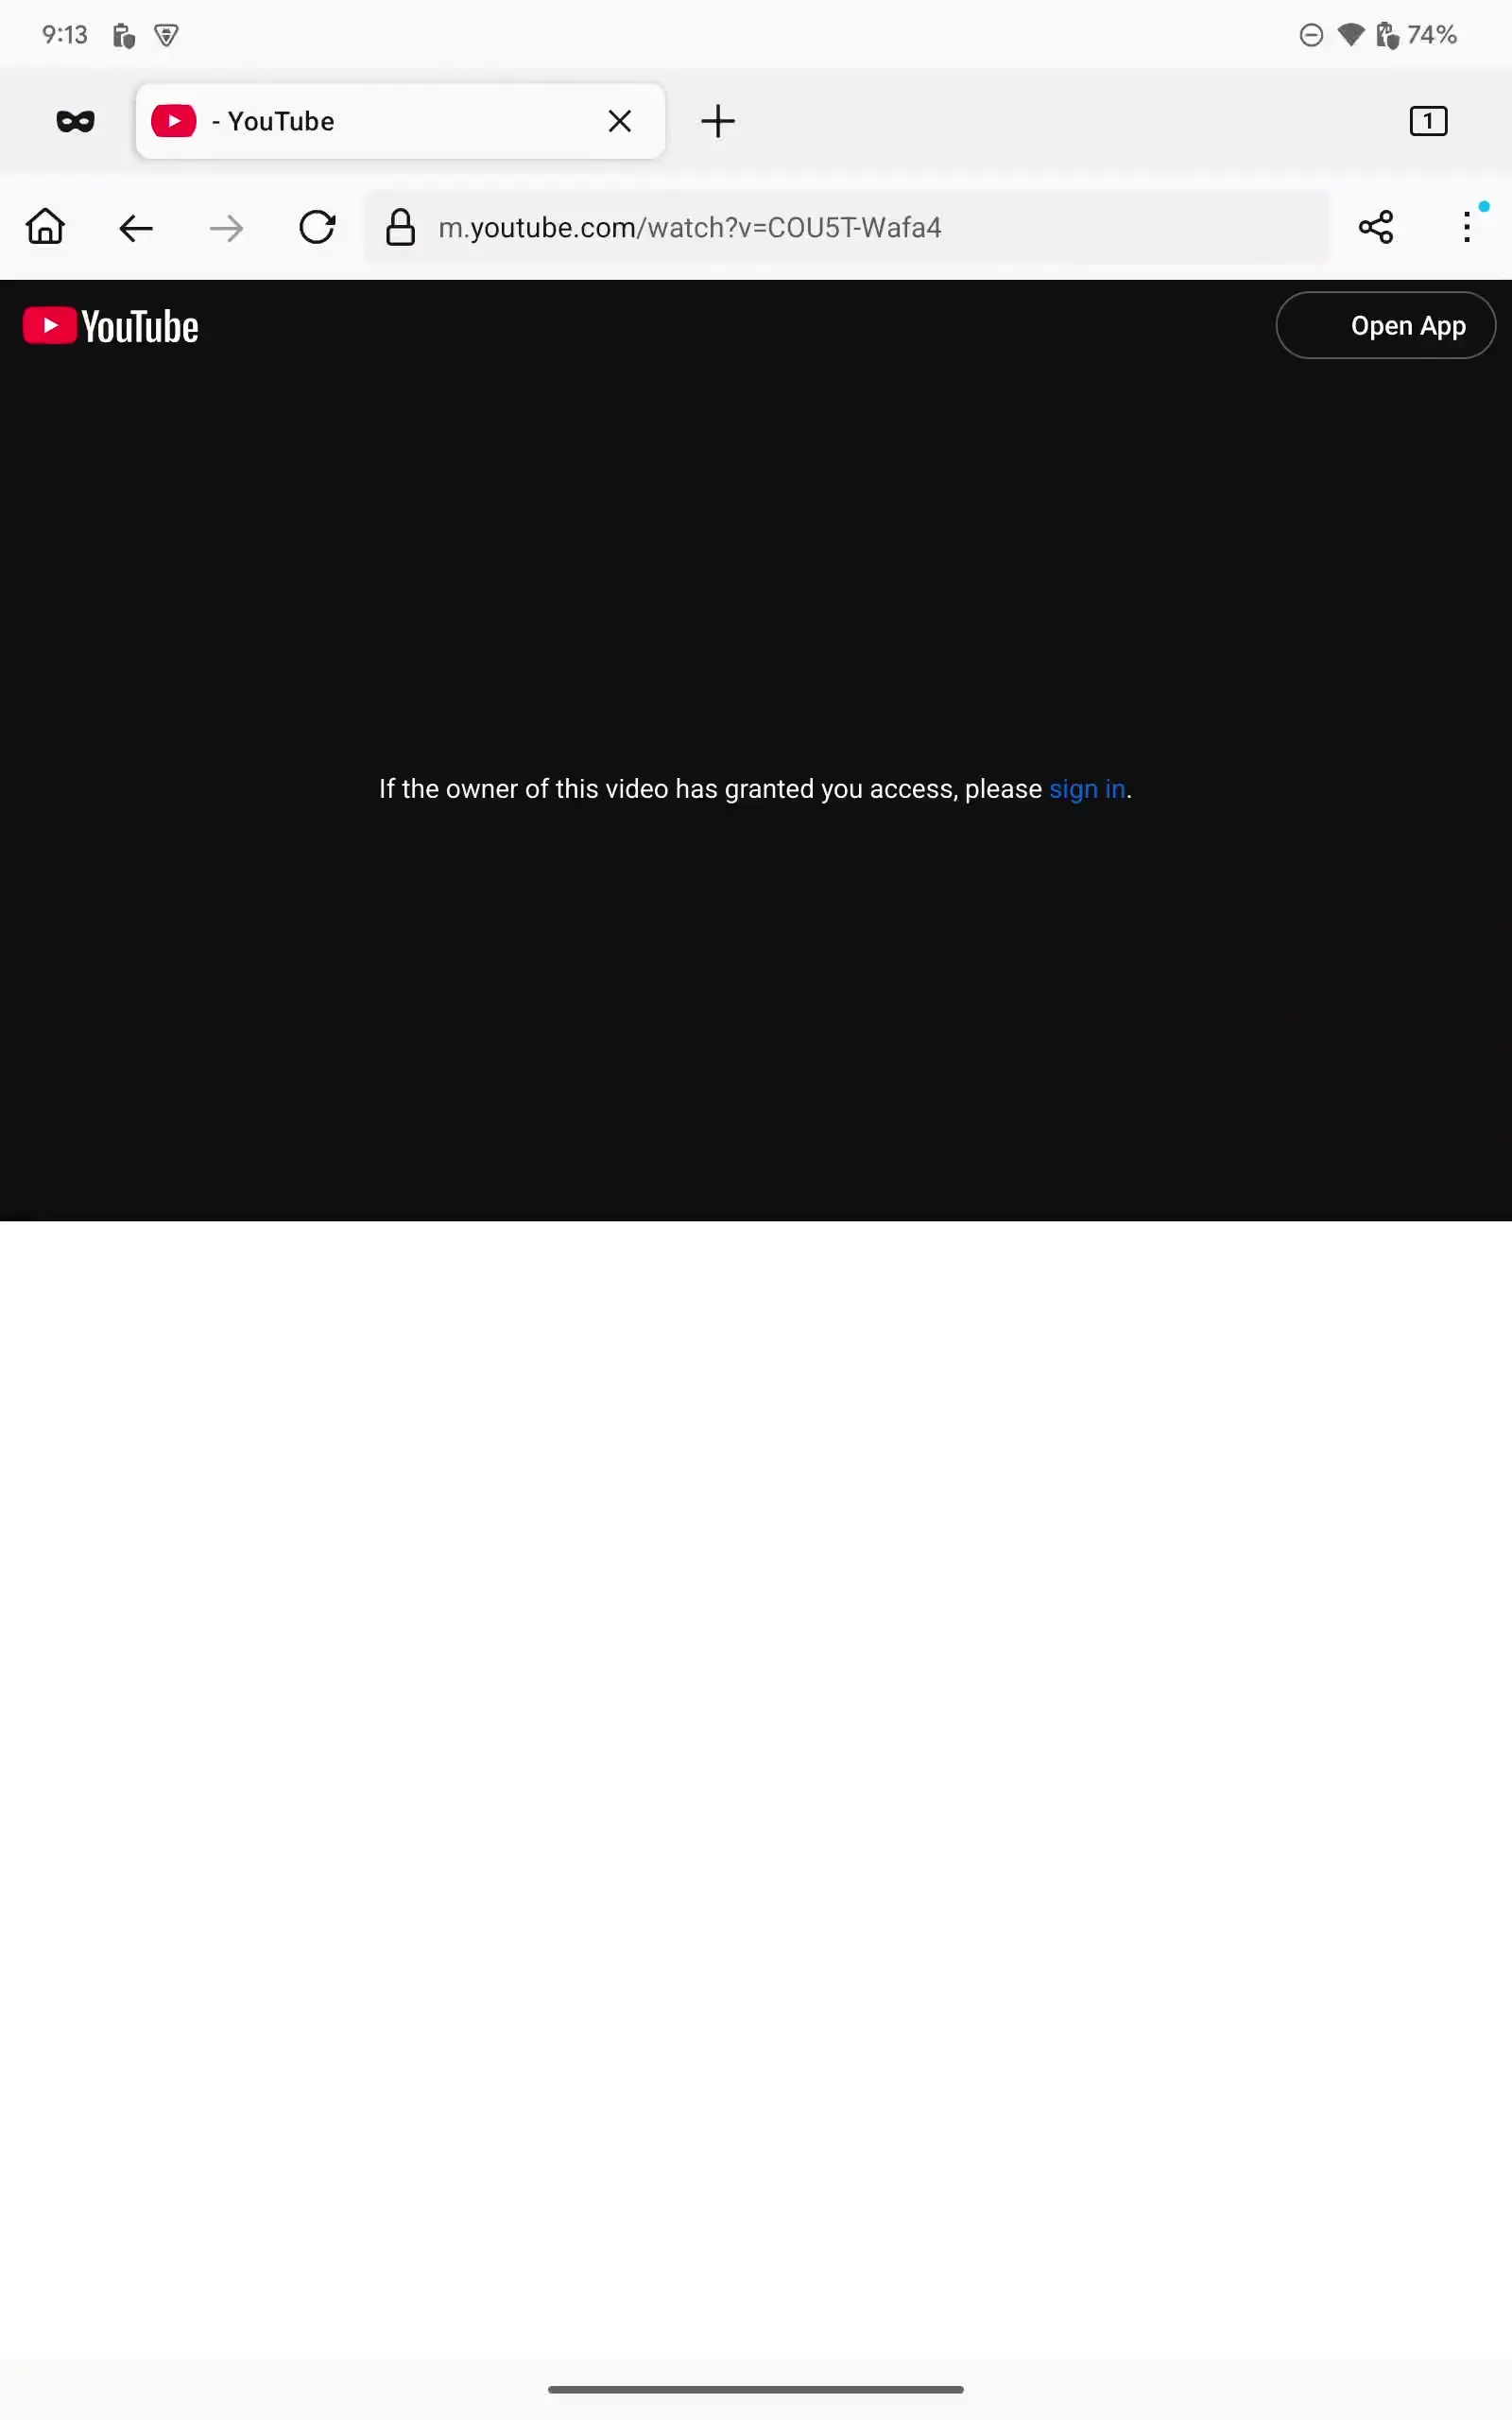 9:13
74%
- YouTube
1
m.youtube.com/watch?v=COU5T-Wafa4
YouTube
Open App
If the owner of this video has granted you access, please sign in.